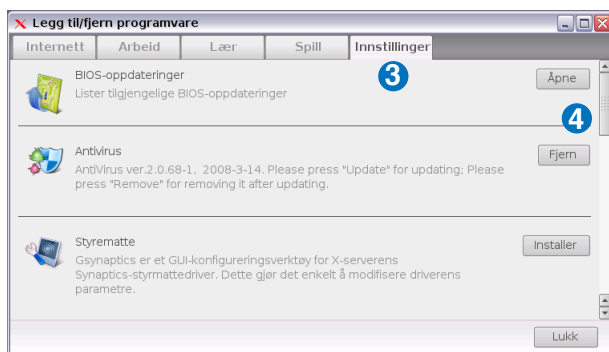 Legg til/fjern programvare
Internett Arbeid Lær Spill Innstillinger
3
BIOS-oppdateringer
Lister tilgjengelige BIOS-oppdateringer
Åpne
4
Antivirus
AntiVirus ver.2.0.68-1, 2008-3-14. Please press "Update" for updating; Please
press "Remove" for removing it after updating.
Fjern
Styrematte
Gsynaptics er et GUI-konfigureringsverktøy for X-serverens
Synaptics-styrmattedriver. Dette gjør det enkelt å modifisere driverens
parametre.
Installer
Lukk